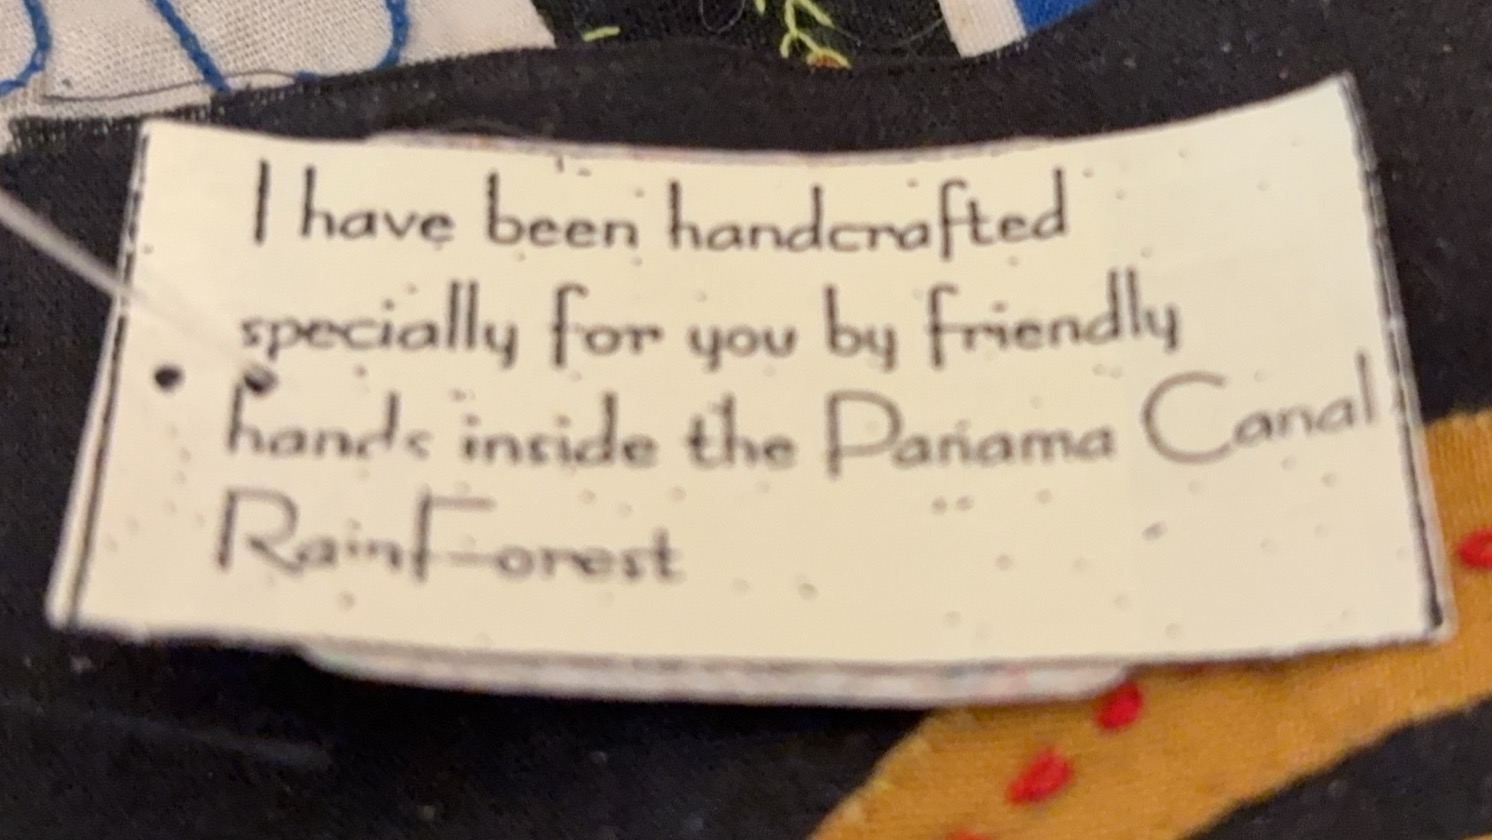 I have been handcrafted
specially for you by friendly
hands inside the Panama Canal
RainForest